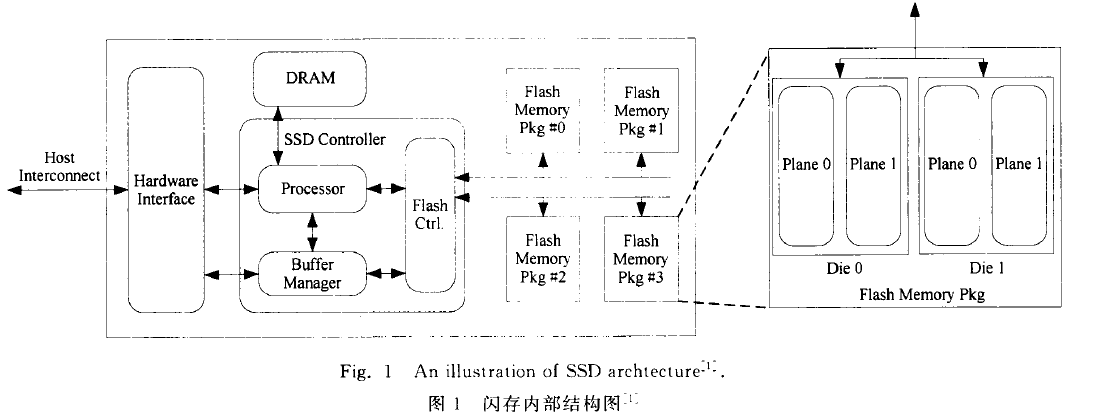 Host
Interconnect
Hardware
Interface
DRAM
SSD Controller
Processor
Buffer
Manager
Flash
Ctrl.
Flash
Memory
Pkg #0
Flash
Memory
Pkg #1
Flash
Memory
Pkg #2
Flash
Memory
Pkg #3
Plane 0
Plane 1
Plane 0
Plane 1
Die 0
Die 1
Flash Memory Pkg
Fig. 1 An illustration of SSD archtecture[1].
图 1 闪存内部结构图[1]